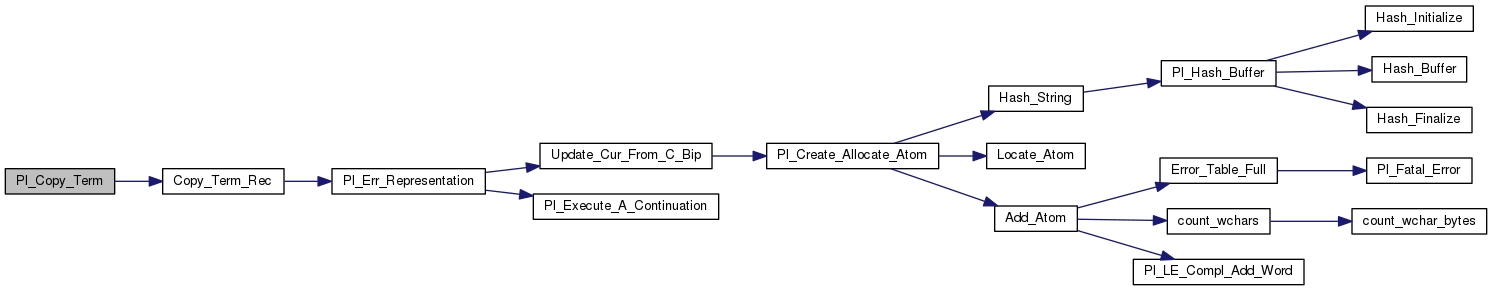 Pl_Copy_Term
Copy_Term_Rec
Pl_Err_Representation
Update_Cur_From_C_Bip
Pl_Execute_A_Continuation
Pl_Create_Allocate_Atom
Hash_String
Locate_Atom
Add_Atom
Pl_Hash_Buffer
Hash_Initialize
Hash_Buffer
Hash_Finalize
Error_Table_Full
Pl_Fatal_Error
count_wchars
count_wchar_bytes
Pl_LE_Compl_Add_Word